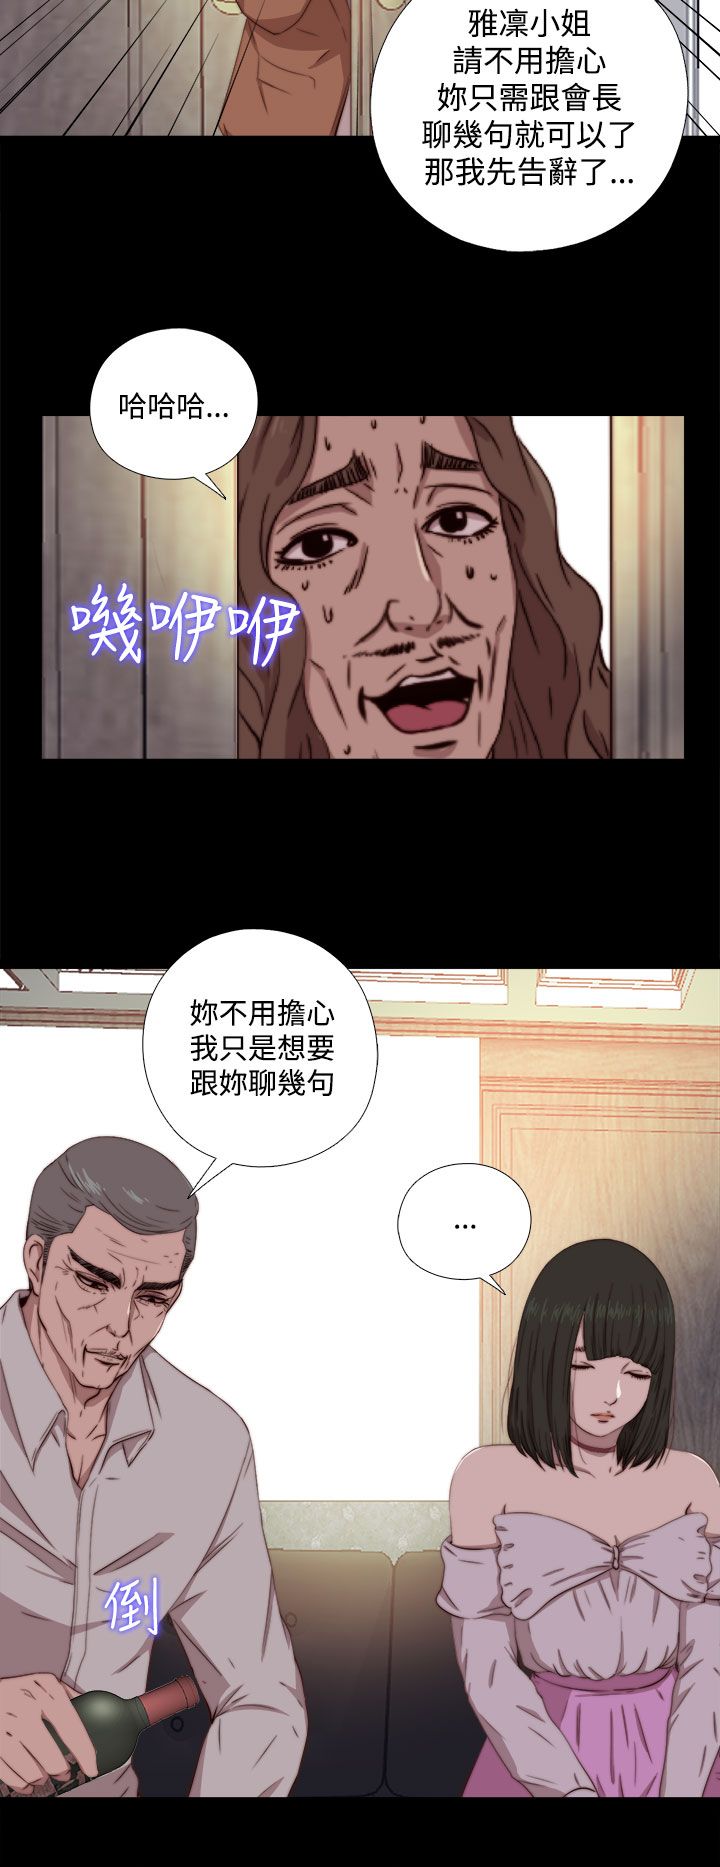 雅凜小姐
請不用擔心
妳只需跟會長
聊幾句就可以了
那我先告辭了...
哈哈哈...
嘰咿咿
妳不用擔心
我只是想要
跟妳聊幾句
...
倒